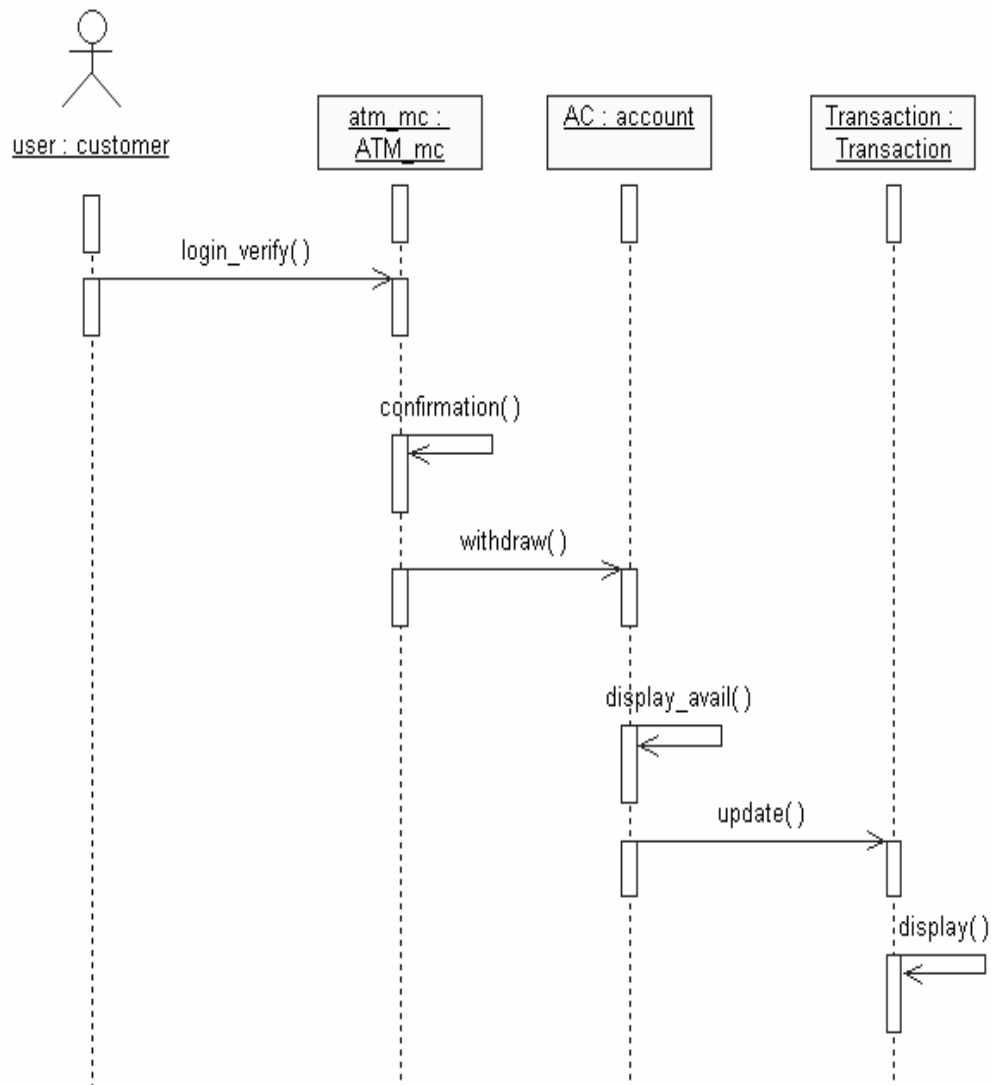 user : customer
atm_mc :
ATM_mc
AC : account
Transaction :
Transaction
login_verify( )
confirmation( )
withdraw( )
display_avail( )
update( )
display( )